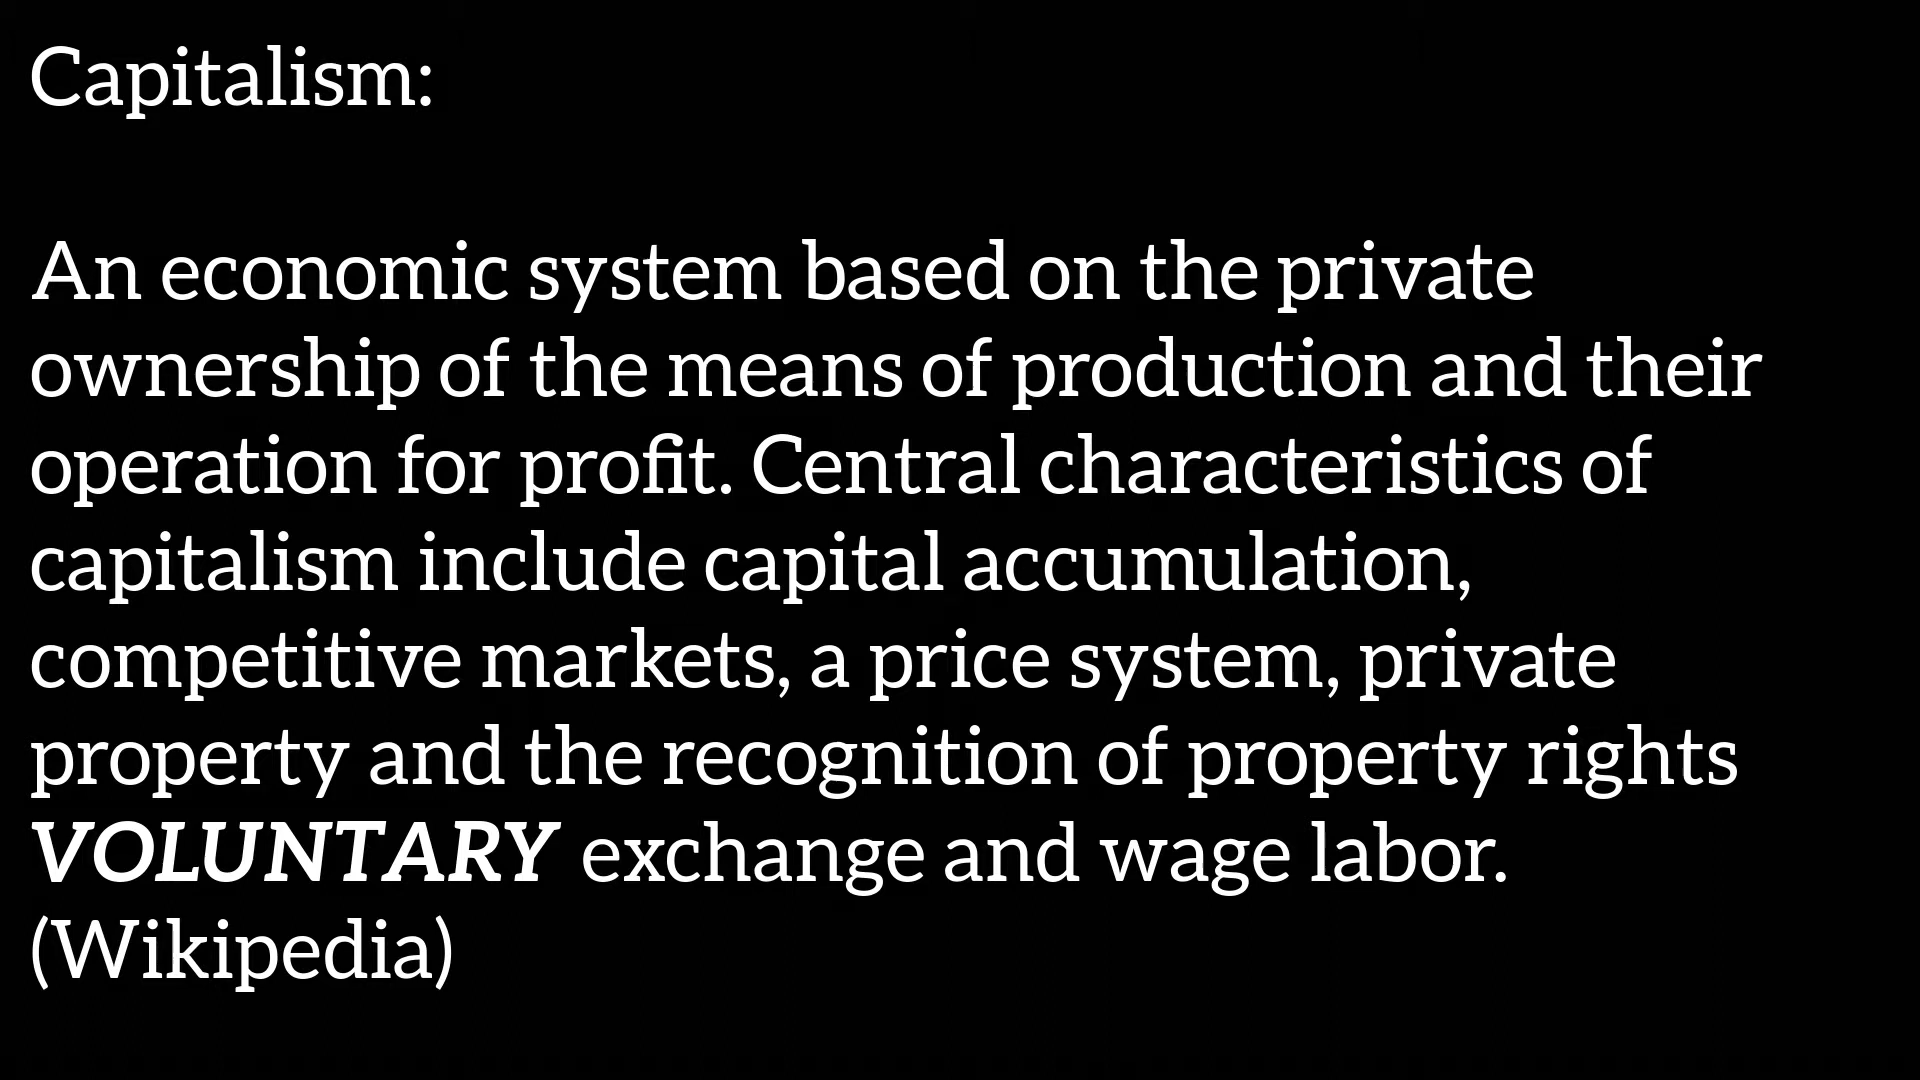 Capitalism:
An economic system based on the private
ownership of the means of production and their
operation for profit. Central characteristics of
capitalism include capital accumulation,
competitive markets, a price system, private
property and the recognition of property rights
VOLUNTARY exchange and wage labor.
(Wikipedia)